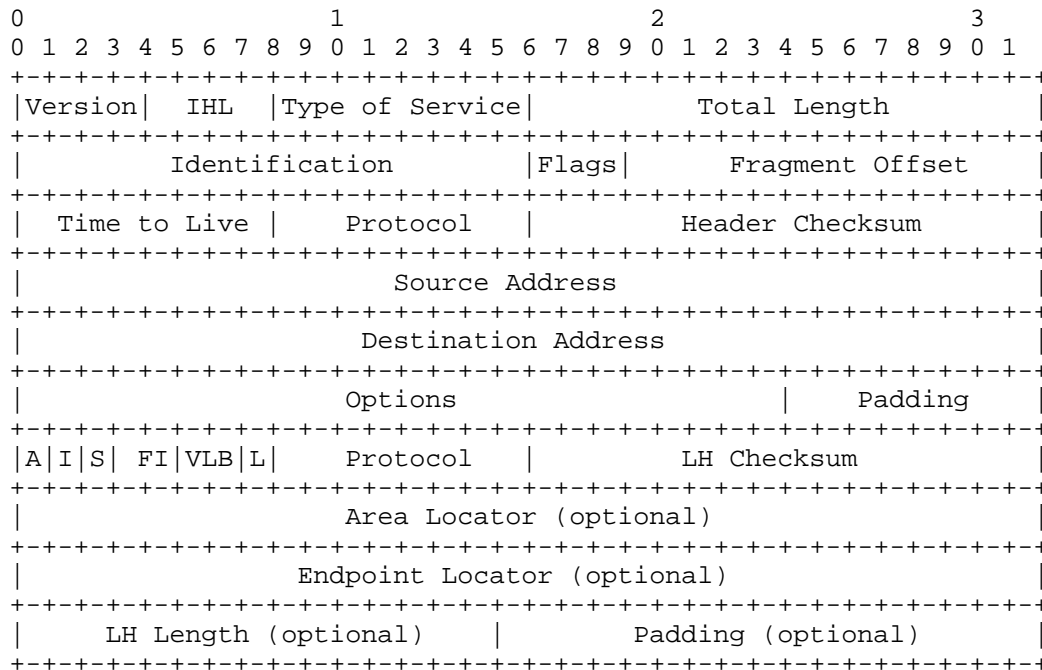 0                   1                   2                   3
0 1 2 3 4 5 6 7 8 9 0 1 2 3 4 5 6 7 8 9 0 1 2 3 4 5 6 7 8 9 0 1
+-+-+-+-+-+-+-+-+-+-+-+-+-+-+-+-+-+-+-+-+-+-+-+-+-+-+-+-+-+-+-+-+
|Version|  IHL  |Type of Service|          Total Length         |
+-+-+-+-+-+-+-+-+-+-+-+-+-+-+-+-+-+-+-+-+-+-+-+-+-+-+-+-+-+-+-+-+
|         Identification        |Flags|      Fragment Offset    |
+-+-+-+-+-+-+-+-+-+-+-+-+-+-+-+-+-+-+-+-+-+-+-+-+-+-+-+-+-+-+-+-+
|  Time to Live |    Protocol   |         Header Checksum       |
+-+-+-+-+-+-+-+-+-+-+-+-+-+-+-+-+-+-+-+-+-+-+-+-+-+-+-+-+-+-+-+-+
|                       Source Address                          |
+-+-+-+-+-+-+-+-+-+-+-+-+-+-+-+-+-+-+-+-+-+-+-+-+-+-+-+-+-+-+-+-+
|                     Destination Address                       |
+-+-+-+-+-+-+-+-+-+-+-+-+-+-+-+-+-+-+-+-+-+-+-+-+-+-+-+-+-+-+-+-+
|                    Options                    |    Padding    |
+-+-+-+-+-+-+-+-+-+-+-+-+-+-+-+-+-+-+-+-+-+-+-+-+-+-+-+-+-+-+-+-+
|A|I|S| FI|VLB|L|    Protocol   |         LH Checksum           |
+-+-+-+-+-+-+-+-+-+-+-+-+-+-+-+-+-+-+-+-+-+-+-+-+-+-+-+-+-+-+-+-+
|                    Area Locator (optional)                    |
+-+-+-+-+-+-+-+-+-+-+-+-+-+-+-+-+-+-+-+-+-+-+-+-+-+-+-+-+-+-+-+-+
|                 Endpoint Locator (optional)                   |
+-+-+-+-+-+-+-+-+-+-+-+-+-+-+-+-+-+-+-+-+-+-+-+-+-+-+-+-+-+-+-+-+
|     LH Length (optional)    |        Padding (optional)       |
+-+-+-+-+-+-+-+-+-+-+-+-+-+-+-+-+-+-+-+-+-+-+-+-+-+-+-+-+-+-+-+-+